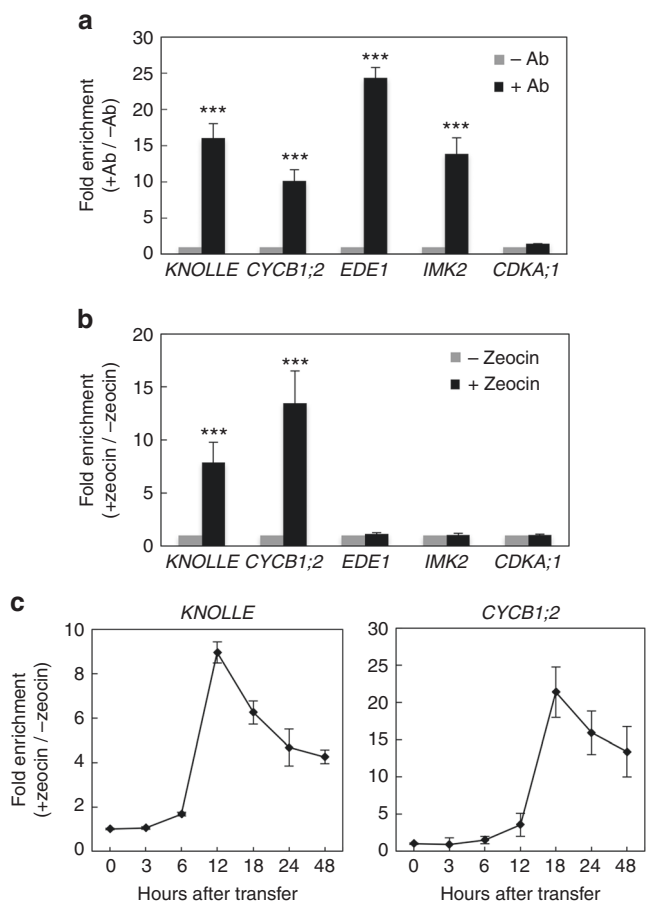 a
Fold enrichment
(+Ab / –Ab)
30
25
20
15
10
5
0
***
***
***
***
– Ab
+ Ab
KNOLLE CYCB1;2 EDE1 IMK2 CDKA;1
b
Fold enrichment
(+zeocin / –zeocin)
20
15
10
5
0
***
***
– Zeocin
+ Zeocin
KNOLLE CYCB1;2 EDE1 IMK2 CDKA;1
c
KNOLLE
Fold enrichment
(+zeocin / –zeocin)
10
8
6
4
2
0
0 3 6 12 18 24 48
Hours after transfer
CYCB1;2
30
25
20
15
10
5
0
0 3 6 12 18 24 48
Hours after transfer